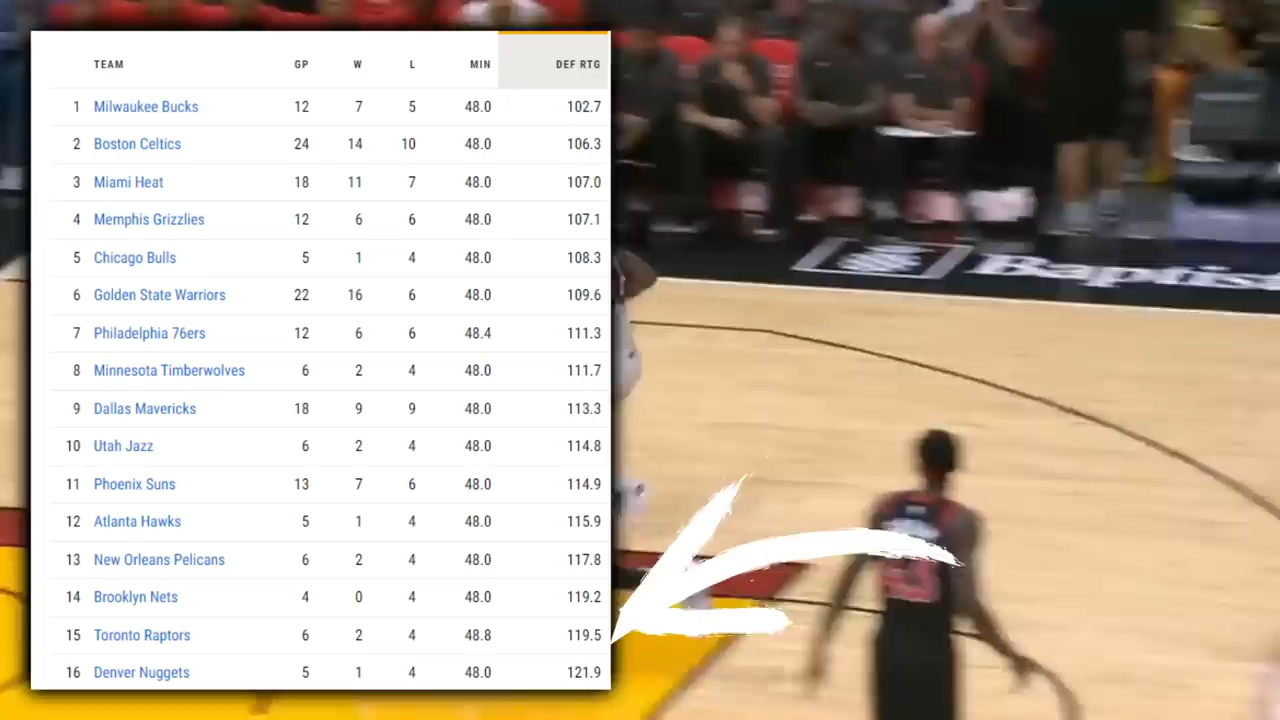 TEAM GP W L MIN DEF RTG
1 Milwaukee Bucks 12 7 5 48.0 102.7
2 Boston Celtics 24 14 10 48.0 106.3
3 Miami Heat 18 11 7 48.0 107.0
4 Memphis Grizzlies 12 6 6 48.0 107.1
5 Chicago Bulls 5 1 4 48.0 108.3
6 Golden State Warriors 22 16 6 48.0 109.6
7 Philadelphia 76ers 12 6 6 48.4 111.3
8 Minnesota Timberwolves 6 2 4 48.0 111.7
9 Dallas Mavericks 18 9 9 48.0 113.3
10 Utah Jazz 6 2 4 48.0 114.8
11 Phoenix Suns 13 7 6 48.0 114.9
12 Atlanta Hawks 5 1 4 48.0 115.9
13 New Orleans Pelicans 6 2 4 48.0 117.8
14 Brooklyn Nets 4 0 4 48.0 119.2
15 Toronto Raptors 6 2 4 48.8 119.5
16 Denver Nuggets 5 1 4 48.0 121.9